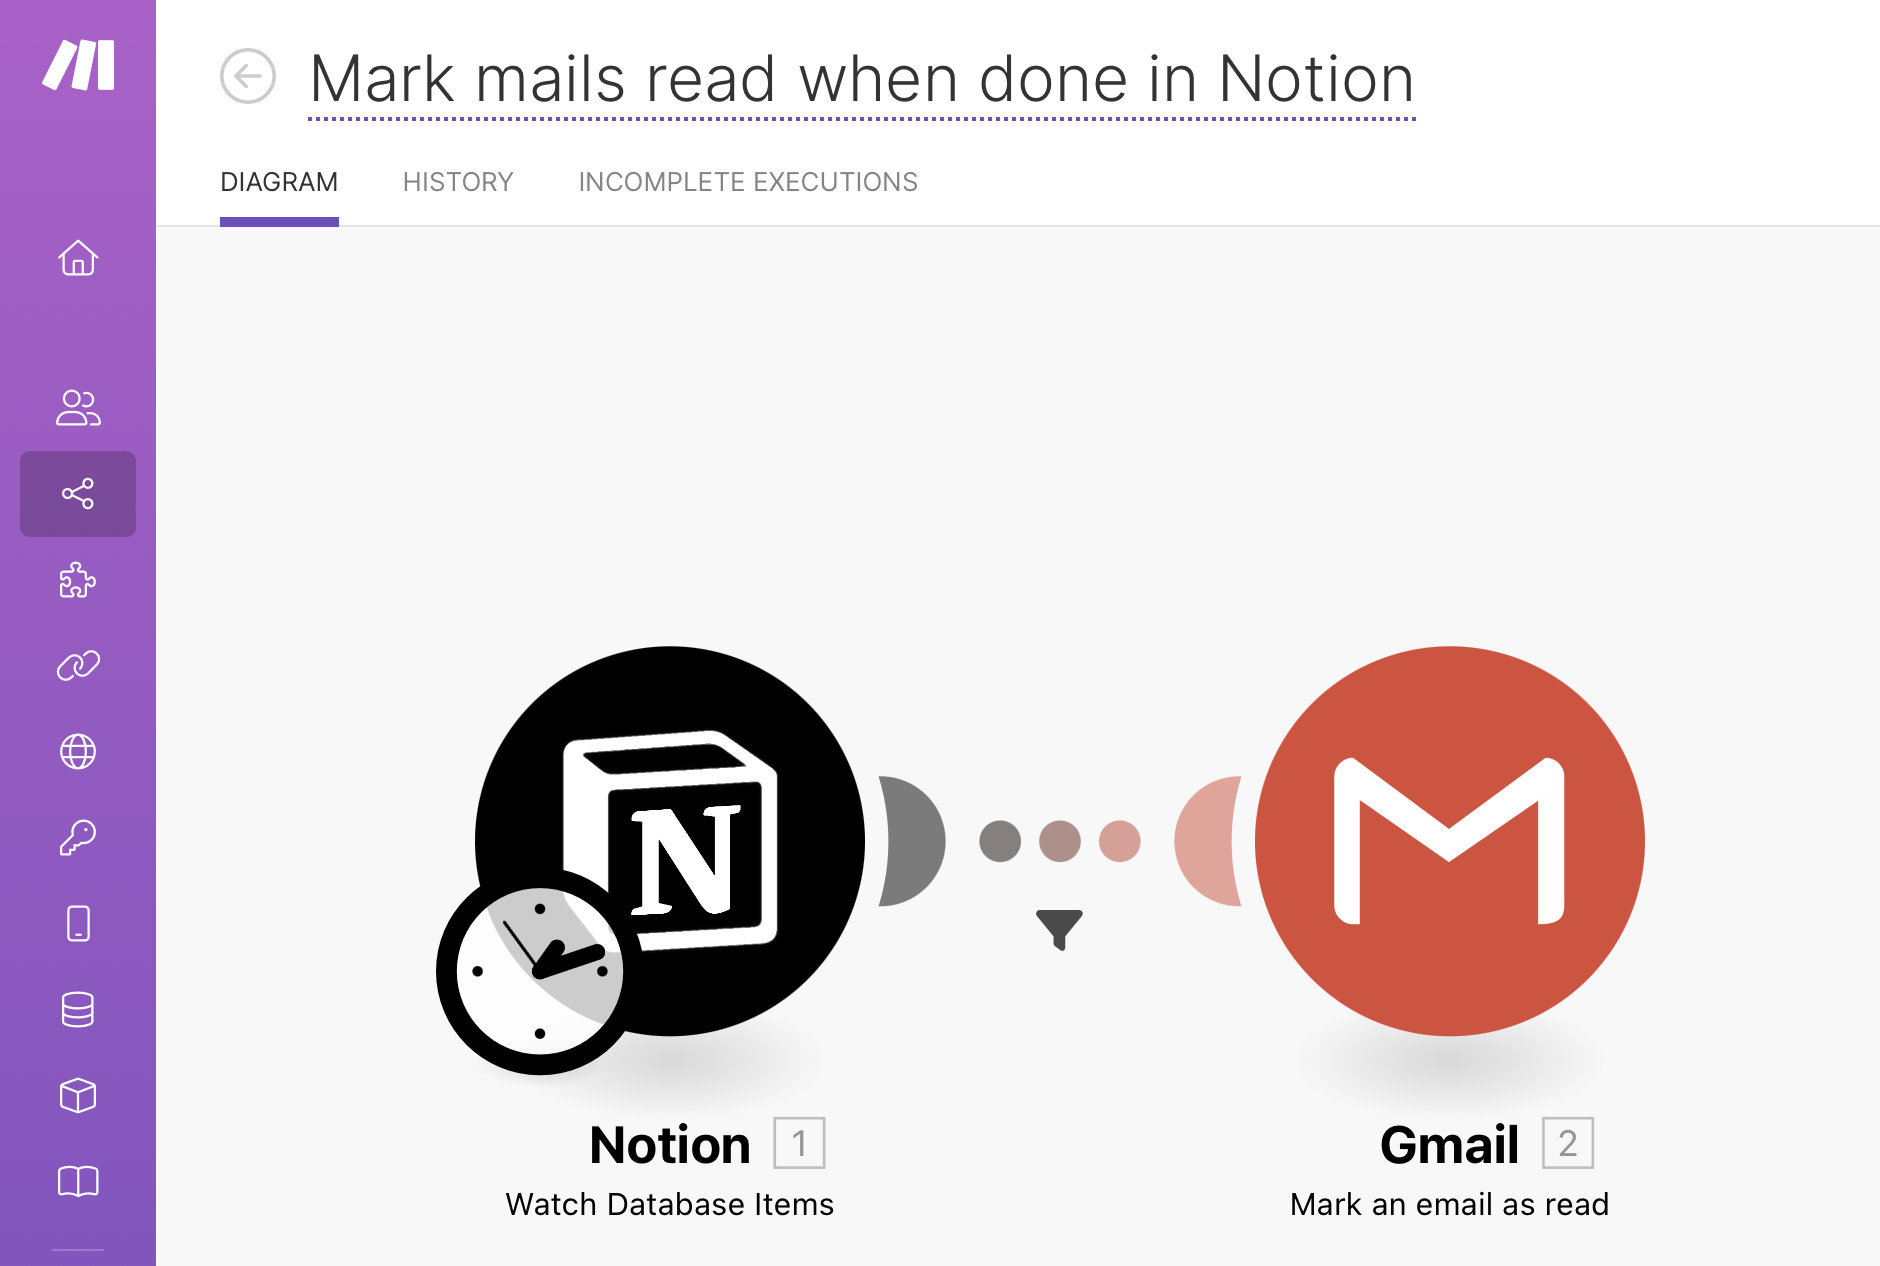 Mark mails read when done in Notion
DIAGRAM HISTORY INCOMPLETE EXECUTIONS
N
M
Notion 1
Watch Database Items
Gmail 2
Mark an email as read